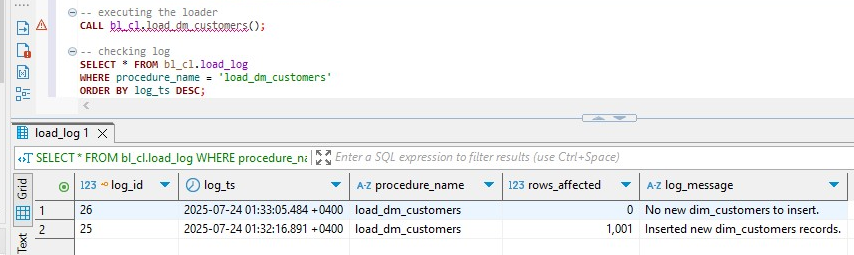 -- executing the loader
CALL bl_cl.load_dm_customers();
-- checking log
SELECT * FROM bl_cl.load_log
WHERE procedure_name = 'load_dm_customers'
ORDER BY log_ts DESC;
load_log 1
SELECT * FROM bl_cl.load_log WHERE procedure_na Enter a SQL expression to filter results (use Ctrl+Space)
Grid
Text
123 log_id log_ts A-Z procedure_name 123 rows_affected A-Z log_message
1 26 2025-07-24 01:33:05.484 +0400 load_dm_customers 0 No new dim_customers to insert.
2 25 2025-07-24 01:32:16.891 +0400 load_dm_customers 1,001 Inserted new dim_customers records.